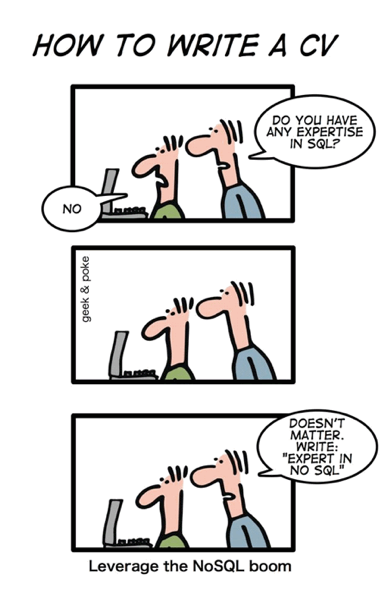 HOW TO WRITE A CV
DO YOU HAVE
ANY EXPERTISE
IN SQL?
NO
geek & poke
DOESN'T
MATTER.
WRITE:
"EXPERT IN
NO SQL"
Leverage the NoSQL boom